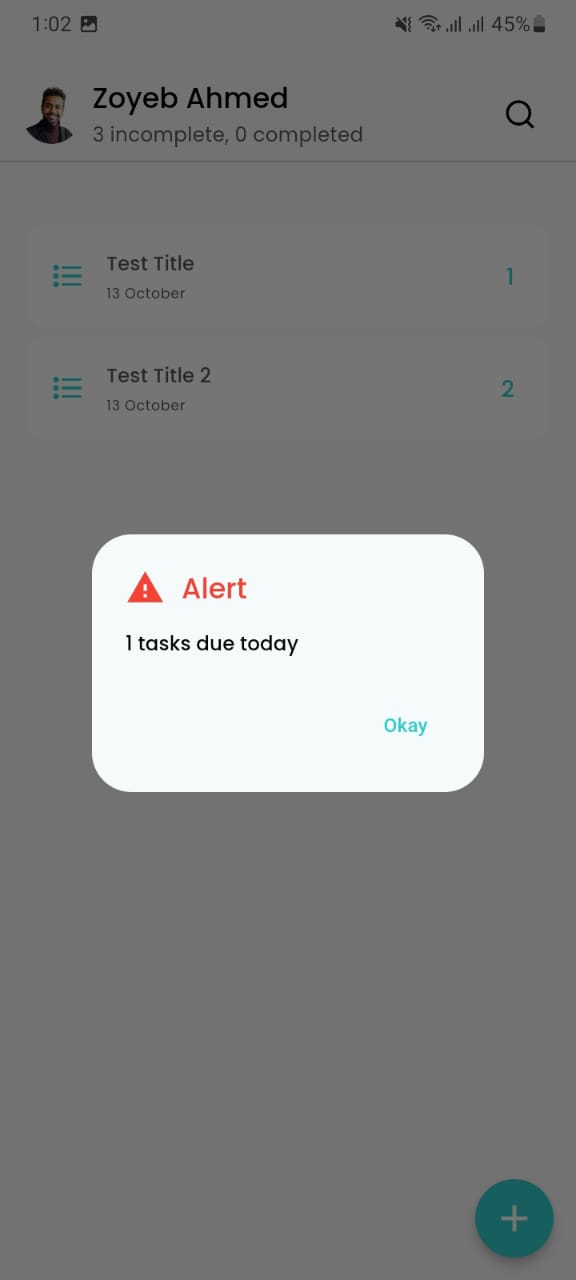 1:02 45%
Zoyeb Ahmed
3 incomplete, 0 completed
Test Title
13 October
1
Test Title 2
13 October
2
Alert
1 tasks due today
Okay